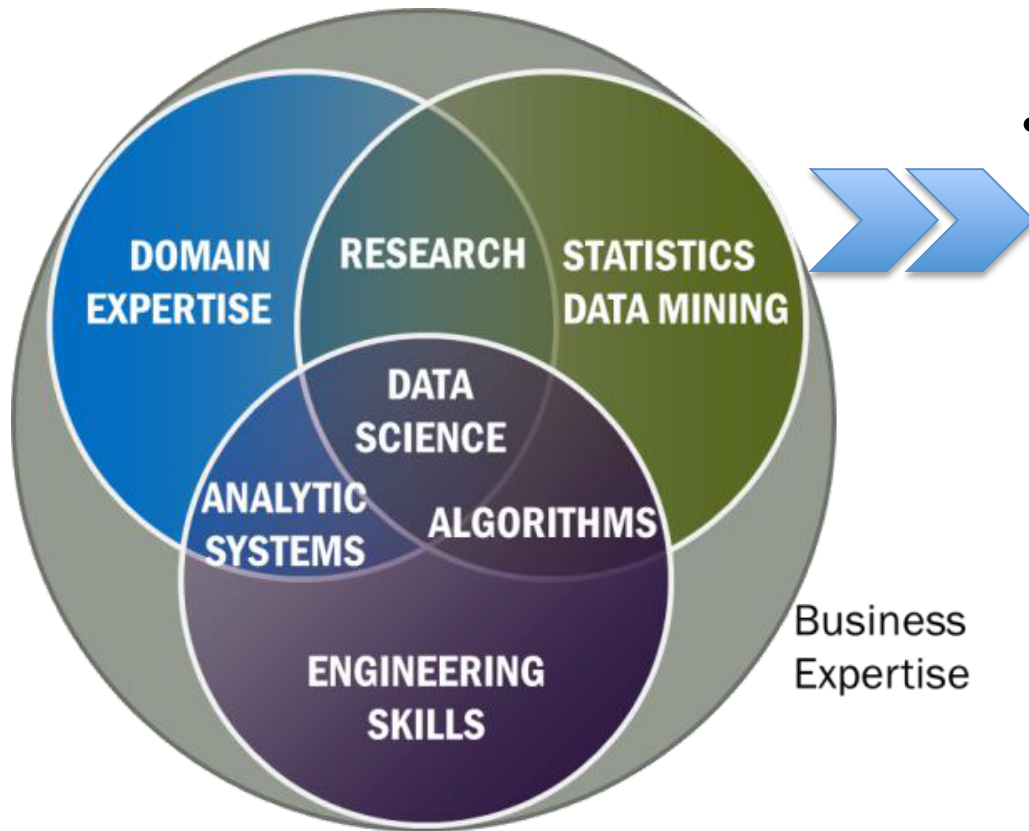 DOMAIN
EXPERTISE
RESEARCH
STATISTICS
DATA MINING
DATA
SCIENCE
ANALYTIC
SYSTEMS
ALGORITHMS
ENGINEERING
SKILLS
Business
Expertise